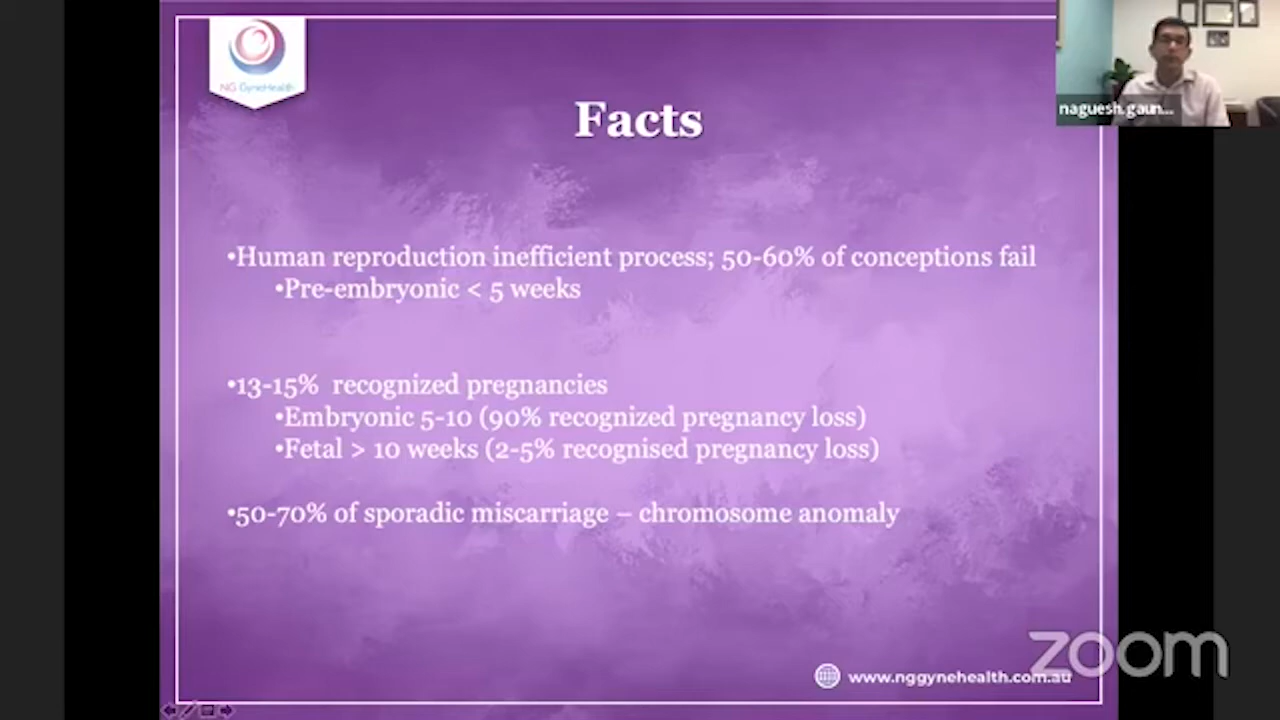 NG GyneHealth
naguesh.gaun...
Facts
•Human reproduction inefficient process; 50-60% of conceptions fail
•Pre-embryonic < 5 weeks
•13-15% recognized pregnancies
•Embryonic 5-10 (90% recognized pregnancy loss)
•Fetal > 10 weeks (2-5% recognised pregnancy loss)
•50-70% of sporadic miscarriage – chromosome anomaly
zoom
www.nggynehealth.com.au